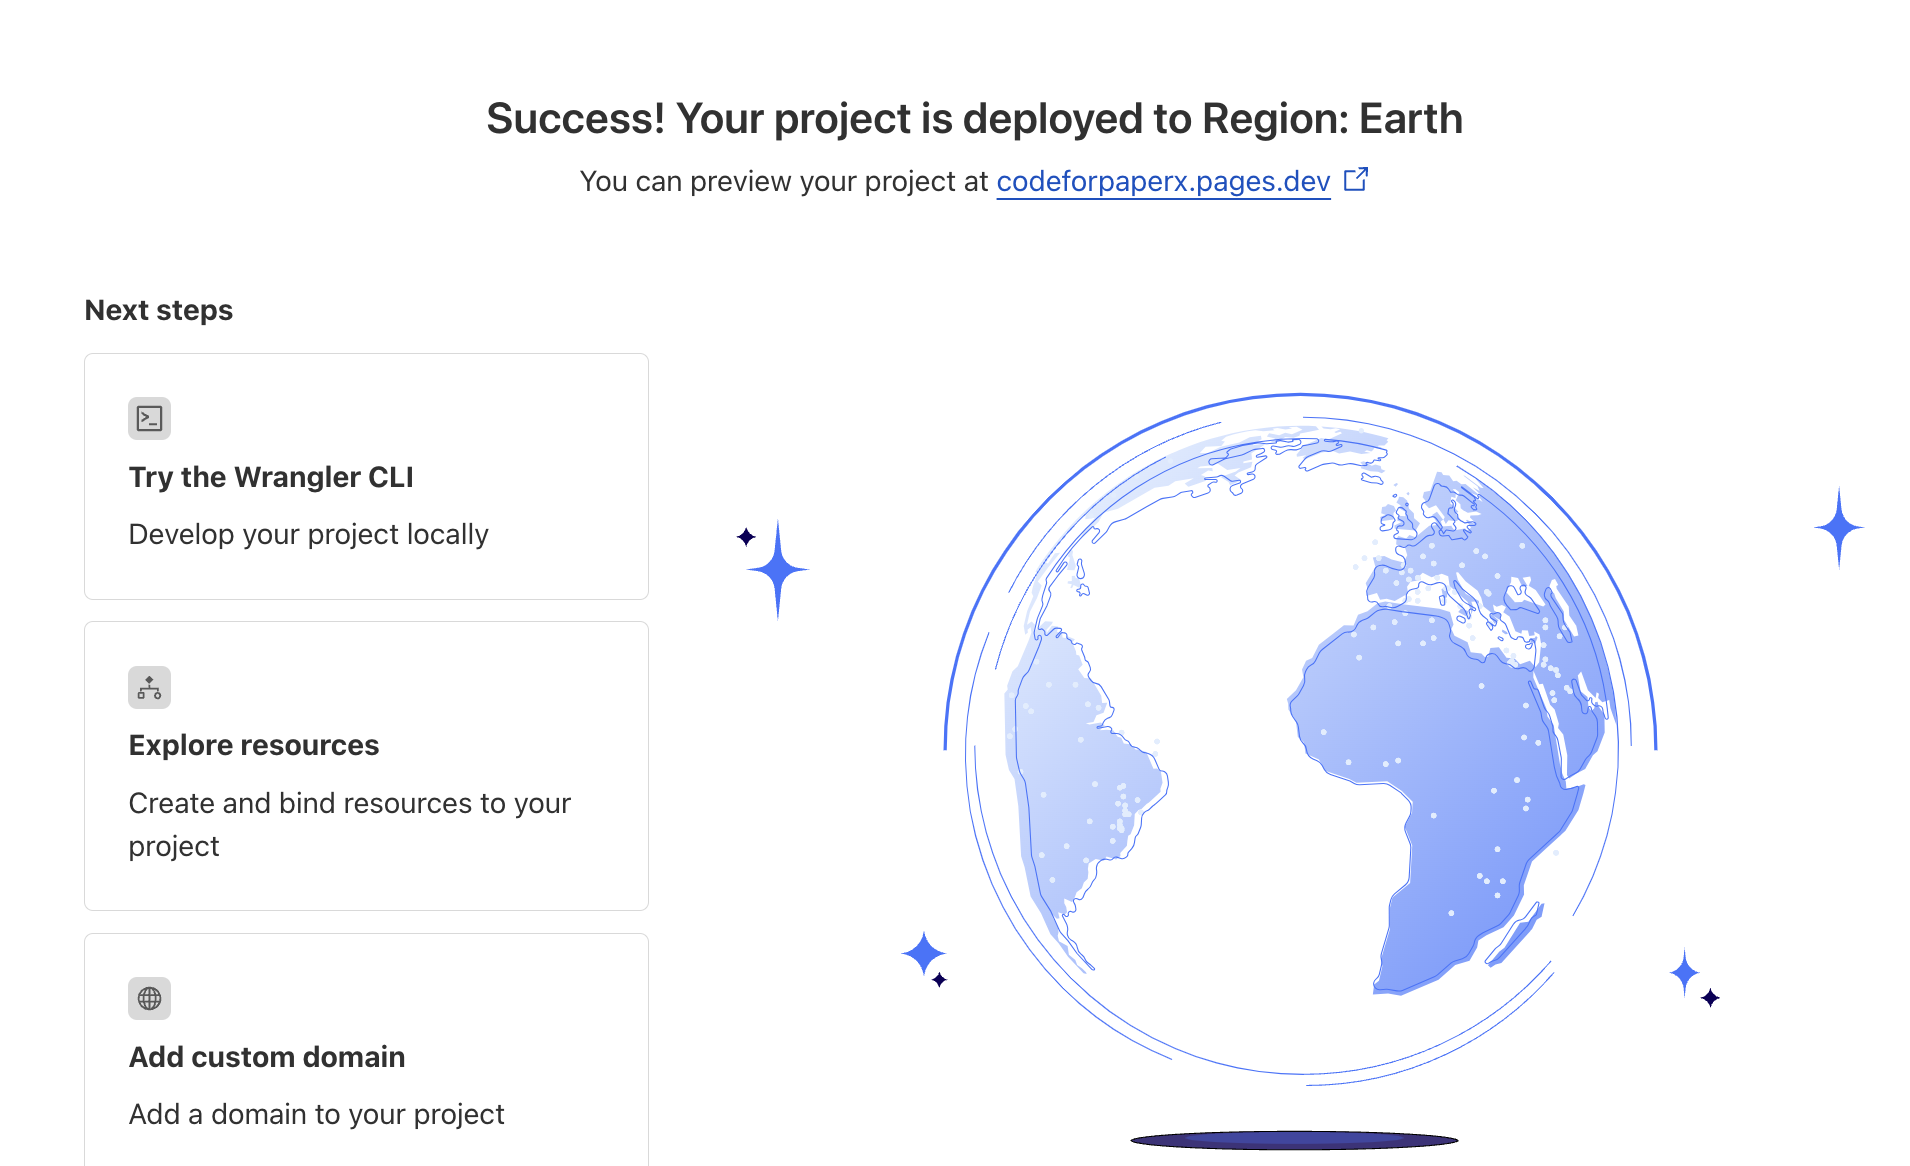 Success! Your project is deployed to Region: Earth
You can preview your project at codeforpaperx.pages.dev
Next steps
Try the Wrangler CLI
Develop your project locally
Explore resources
Create and bind resources to your
project
Add custom domain
Add a domain to your project